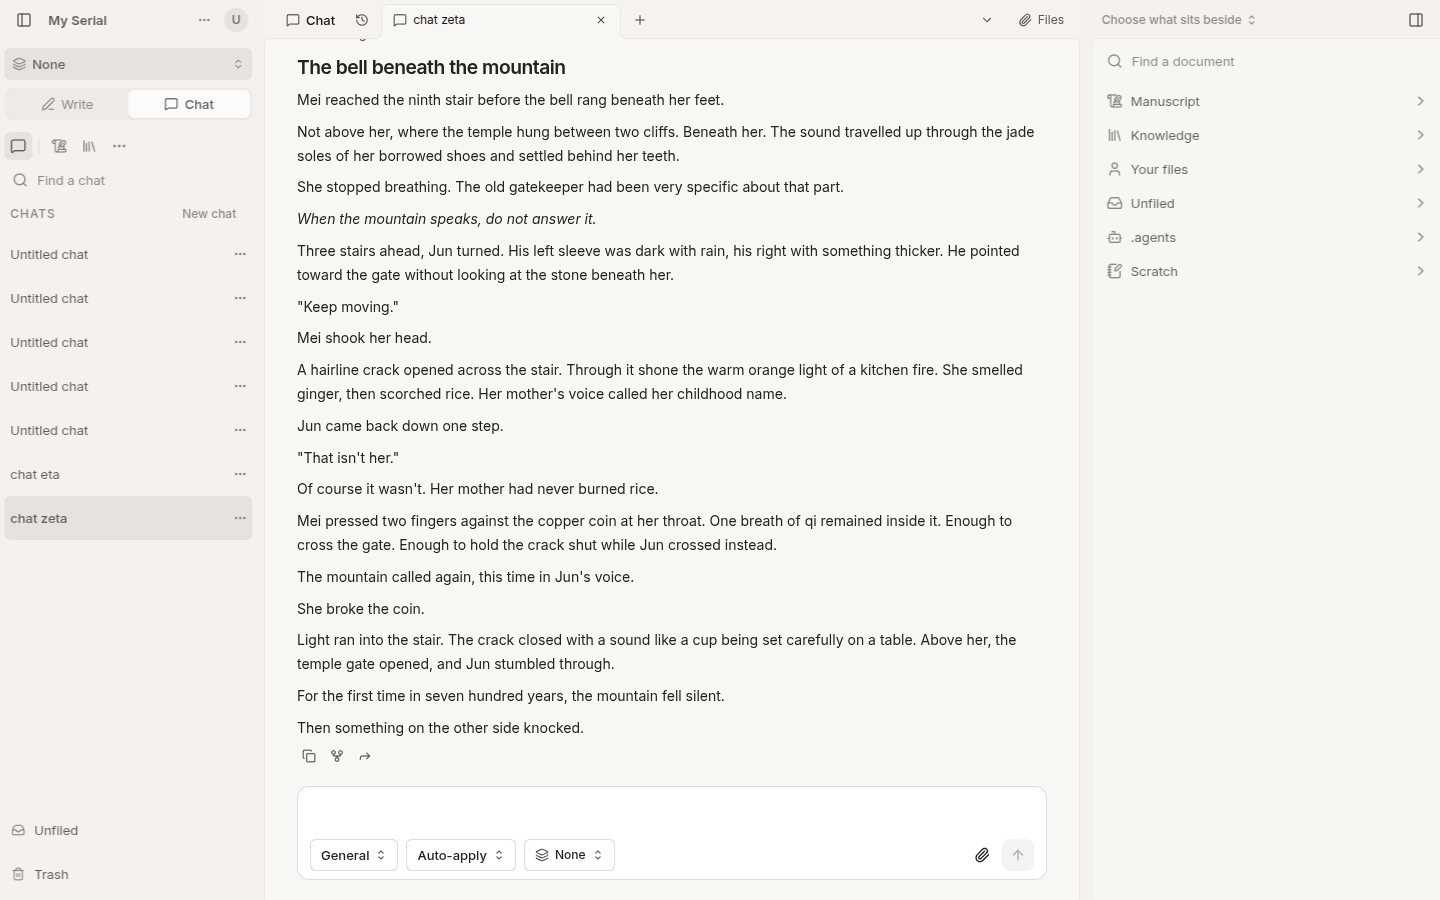 My Serial
U
None
Write
Chat
Find a chat
CHATS
New chat
Untitled chat
Untitled chat
Untitled chat
Untitled chat
Untitled chat
chat eta
chat zeta
Unfiled
Trash
Chat
chat zeta
Files
The bell beneath the mountain
Mei reached the ninth stair before the bell rang beneath her feet.
Not above her, where the temple hung between two cliffs. Beneath her. The sound travelled up through the jade
soles of her borrowed shoes and settled behind her teeth.
She stopped breathing. The old gatekeeper had been very specific about that part.
When the mountain speaks, do not answer it.
Three stairs ahead, Jun turned. His left sleeve was dark with rain, his right with something thicker. He pointed
toward the gate without looking at the stone beneath her.
"Keep moving."
Mei shook her head.
A hairline crack opened across the stair. Through it shone the warm orange light of a kitchen fire. She smelled
ginger, then scorched rice. Her mother's voice called her childhood name.
Jun came back down one step.
"That isn't her."
Of course it wasn't. Her mother had never burned rice.
Mei pressed two fingers against the copper coin at her throat. One breath of qi remained inside it. Enough to
cross the gate. Enough to hold the crack shut while Jun crossed instead.
The mountain called again, this time in Jun's voice.
She broke the coin.
Light ran into the stair. The crack closed with a sound like a cup being set carefully on a table. Above her, the
temple gate opened, and Jun stumbled through.
For the first time in seven hundred years, the mountain fell silent.
Then something on the other side knocked.
General
Auto-apply
None
Choose what sits beside
Find a document
Manuscript
Knowledge
Your files
Unfiled
.agents
Scratch